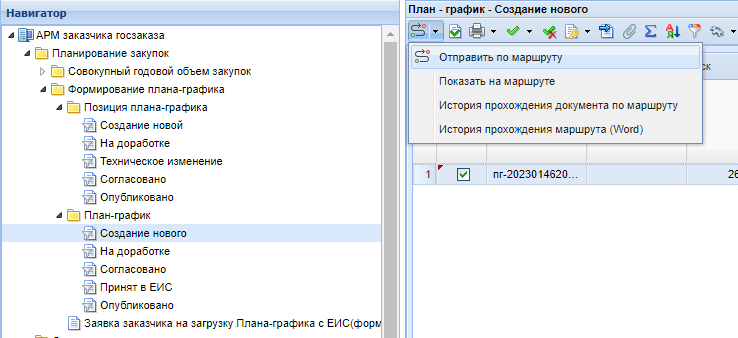 Навигатор
АРМ заказчика госзаказа
Планирование закупок
Совокупный годовой объем закупок
Формирование плана-графика
Позиция плана-графика
Создание новой
На доработке
Техническое изменение
Согласовано
Опубликовано
План-график
Создание нового
На доработке
Согласовано
Принят в ЕИС
Опубликовано
Заявка заказчика на загрузку Плана-графика с ЕИС(форм
План - график - Создание нового
Отправить по маршруту
Показать на маршруте
История прохождения документа по маршруту
История прохождения маршрута (Word)
ск
1 пг-2023014620... 26